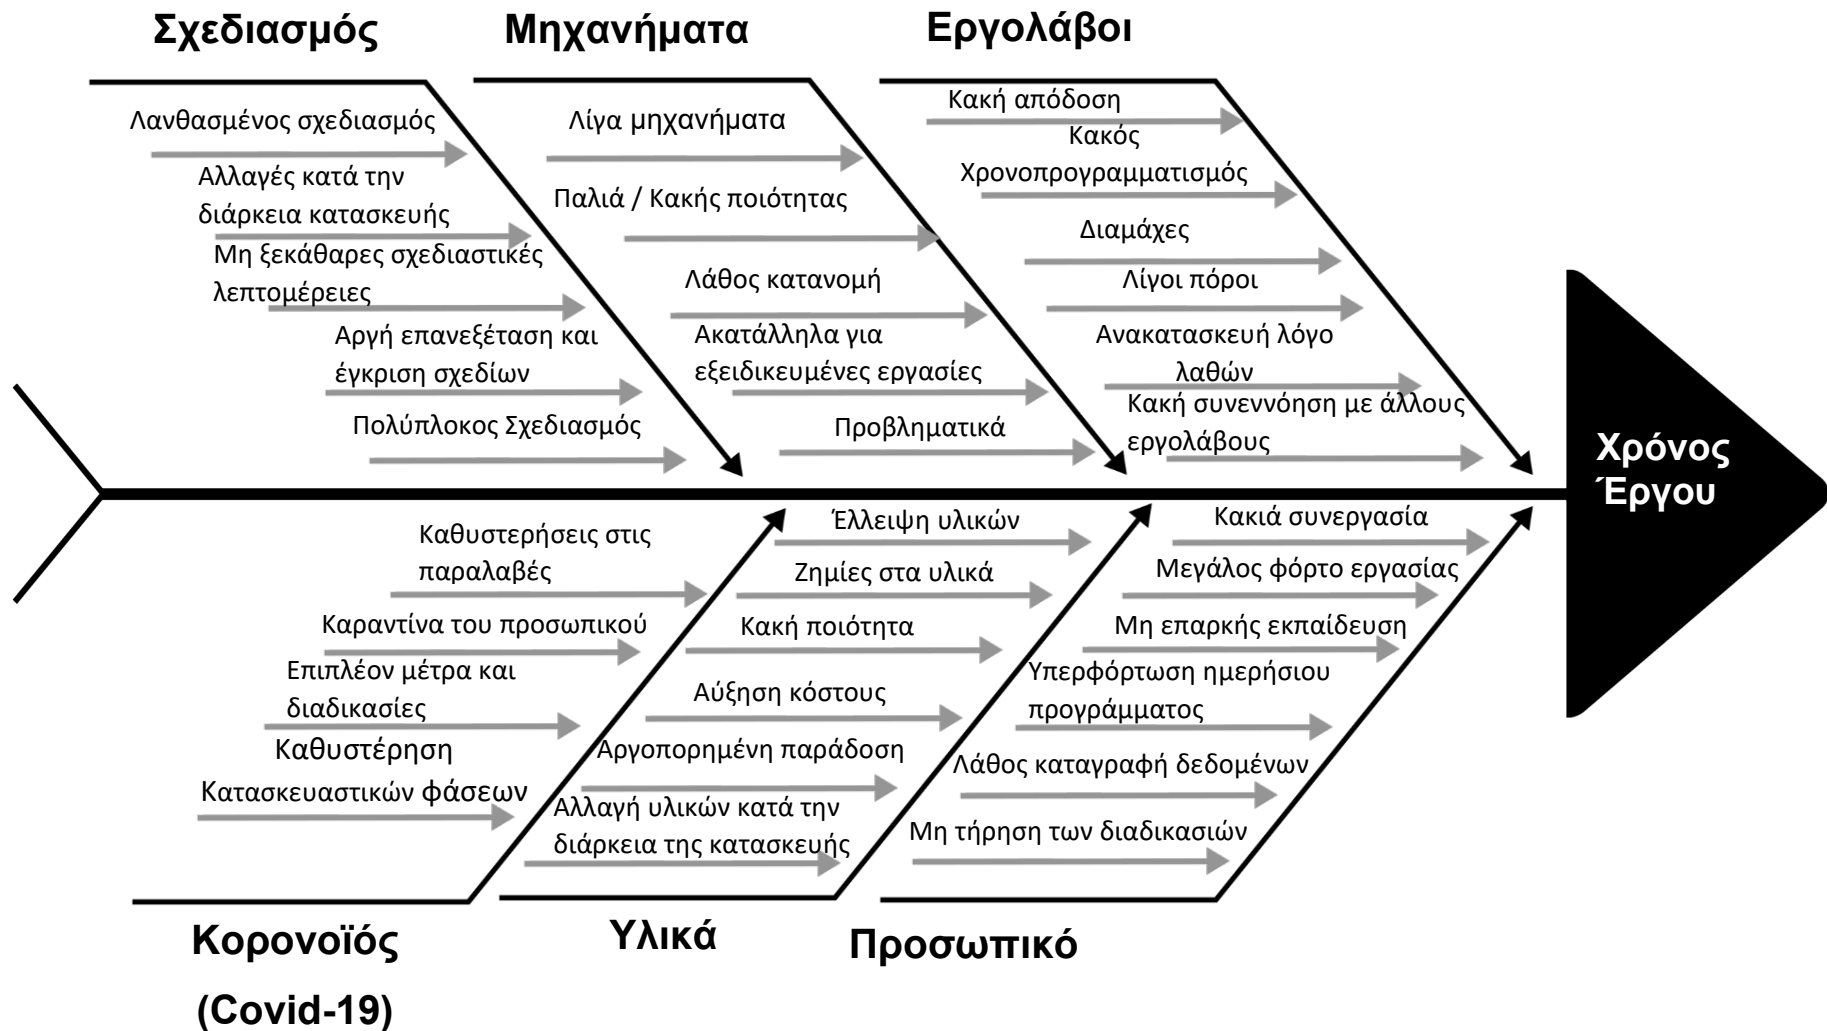 Σχεδιασμός
Λανθασμένος σχεδιασμός
Αλλαγές κατά την
διάρκεια κατασκευής
Μη ξεκάθαρες σχεδιαστικές
λεπτομέρειες
Αργή επανεξέταση και
έγκριση σχεδίων
Πολύπλοκος Σχεδιασμός
Μηχανήματα
Λίγα μηχανήματα
Παλιά / Κακής ποιότητας
Λάθος κατανομή
Ακατάλληλα για
εξειδικευμένες εργασίες
Προβληματικά
Εργολάβοι
Κακή απόδοση
Κακός
Χρονοπρογραμματισμός
Διαμάχες
Λίγοι πόροι
Ανακατασκευή λόγο
λαθών
Κακή συνεννόηση με άλλους
εργολάβους
Χρόνος
Έργου
Καθυστερήσεις στις
παραλαβές
Καραντίνα του προσωπικού
Επιπλέον μέτρα και
διαδικασίες
Καθυστέρηση
Κατασκευαστικών φάσεων
Κορονοϊός
(Covid-19)
Έλλειψη υλικών
Ζημίες στα υλικά
Κακή ποιότητα
Αύξηση κόστους
Αργοπορημένη παράδοση
Αλλαγή υλικών κατά την
διάρκεια της κατασκευής
Υλικά
Κακιά συνεργασία
Μεγάλος φόρτο εργασίας
Μη επαρκής εκπαίδευση
Υπερφόρτωση ημερήσιου
προγράμματος
Λάθος καταγραφή δεδομένων
Μη τήρηση των διαδικασιών
Προσωπικό